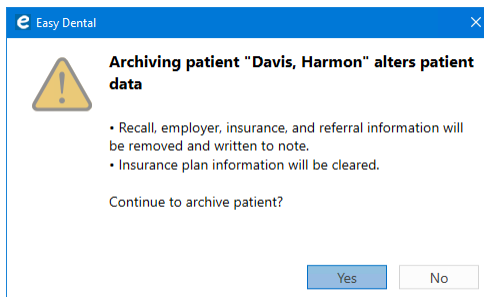 Easy Dental
Archiving patient "Davis, Harmon" alters patient
data
• Recall, employer, insurance, and referral information will
be removed and written to note.
• Insurance plan information will be cleared.
Continue to archive patient?
Yes No